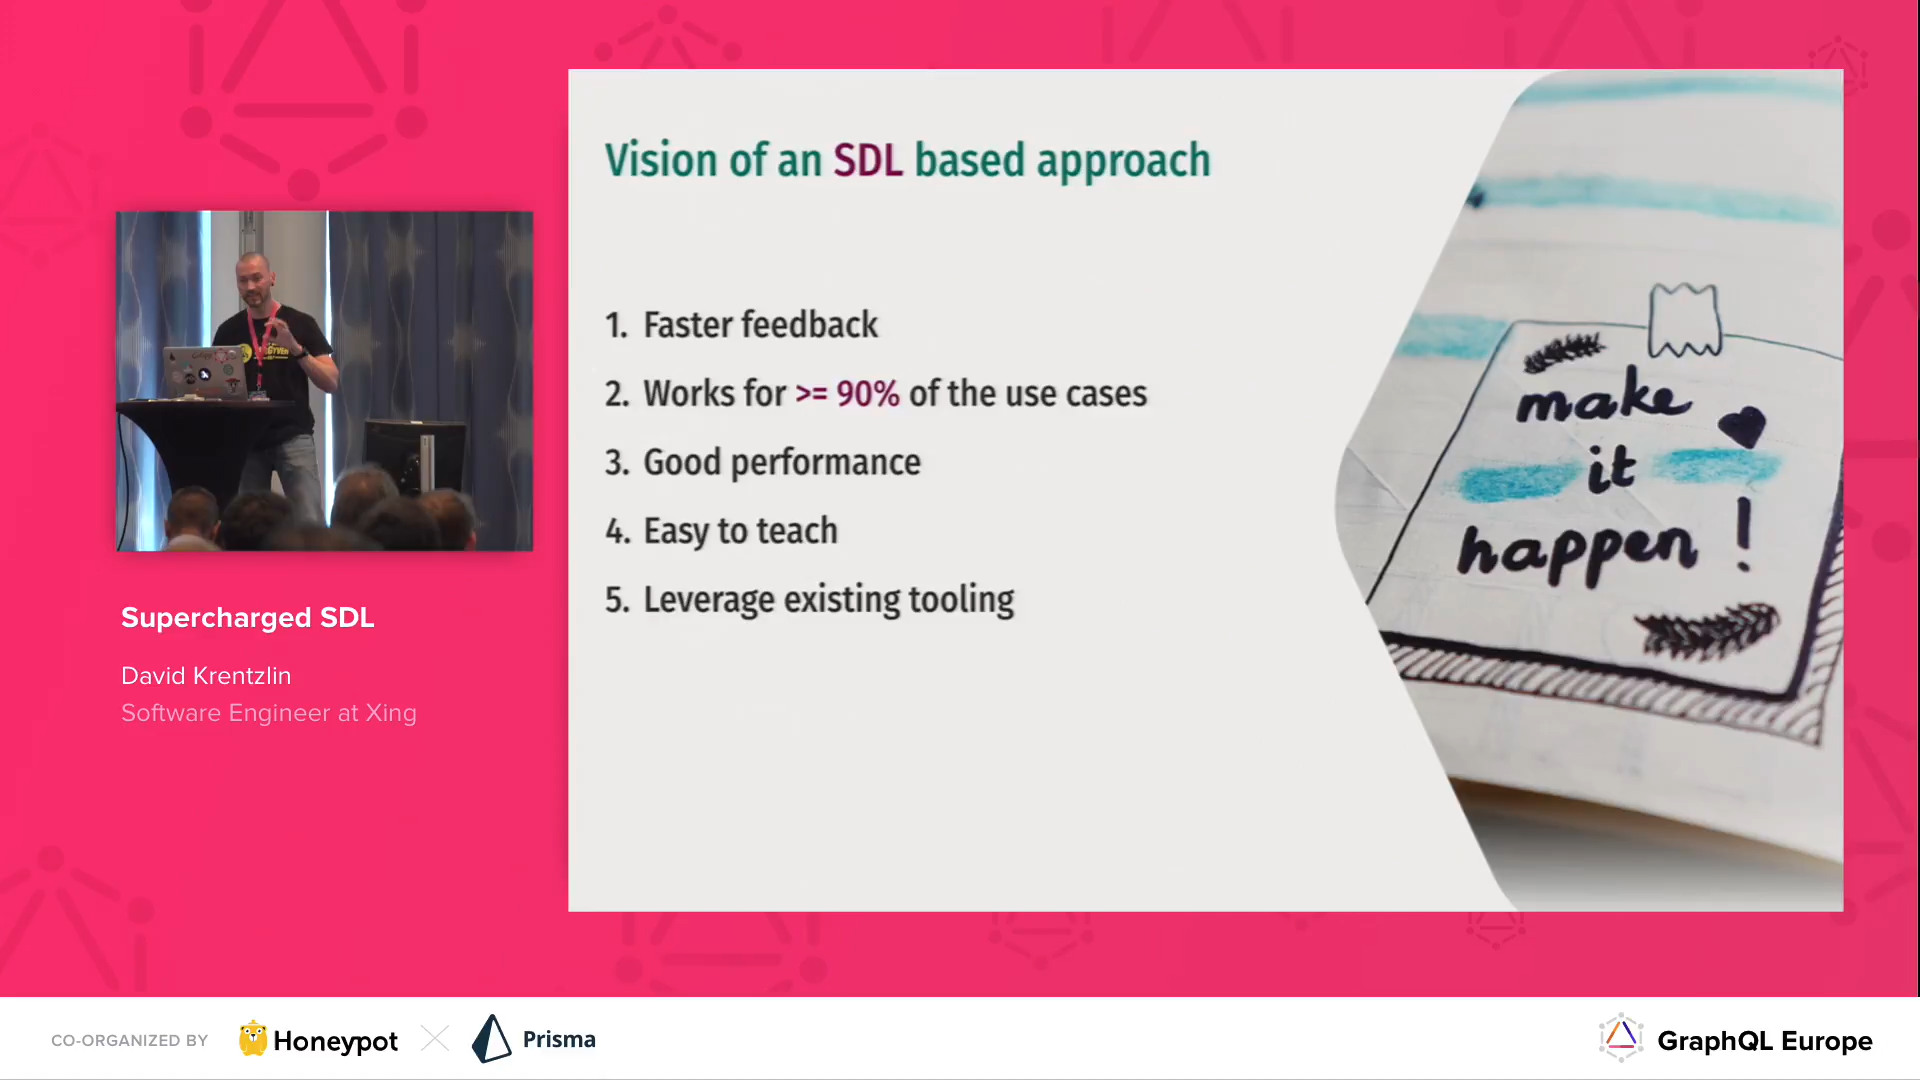 Vision of an SDL based approach
1. Faster feedback
2. Works for >= 90% of the use cases
3. Good performance
4. Easy to teach
5. Leverage existing tooling
make
it
happen!
Supercharged SDL
David Krentzlin
Software Engineer at Xing
CO-ORGANIZED BY
Honeypot
Prisma
GraphQL Europe